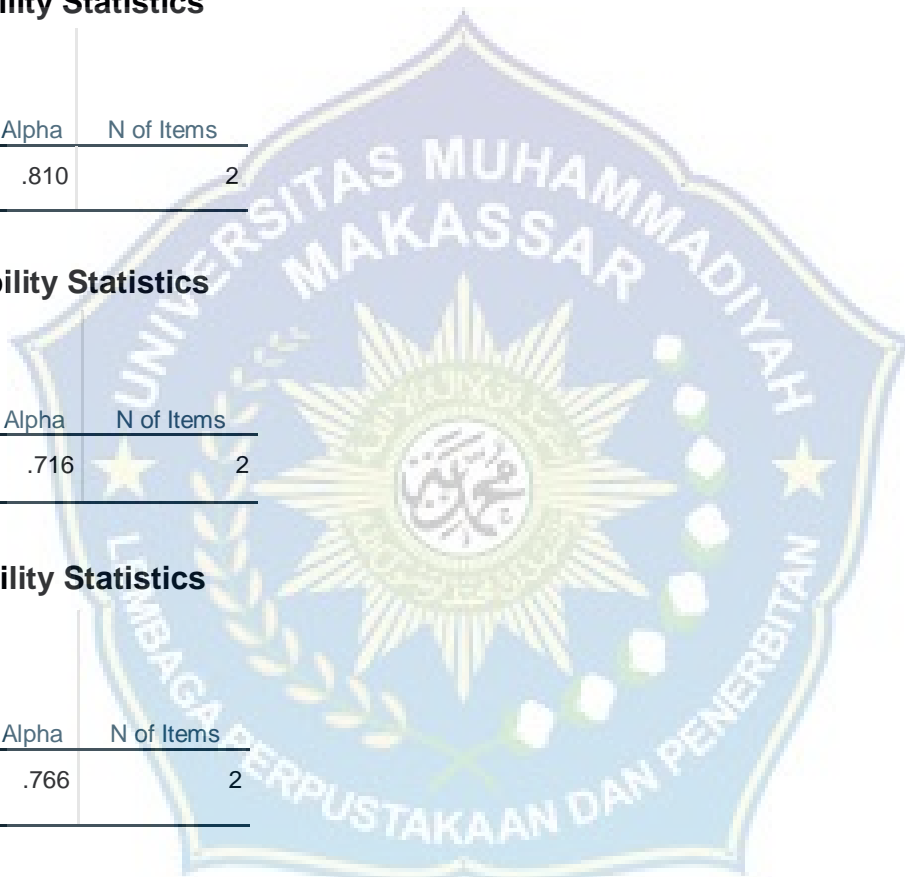 ility Statistics
Alpha N of Items
.810 2
ility Statistics
Alpha N of Items
.716 2
ility Statistics
Alpha N of Items
.766 2
UNIVERSITAS MUHAMMADIYAH
MAKASSAR
LEMBAGA PERPUSTAKAAN DAN PENERBITAN